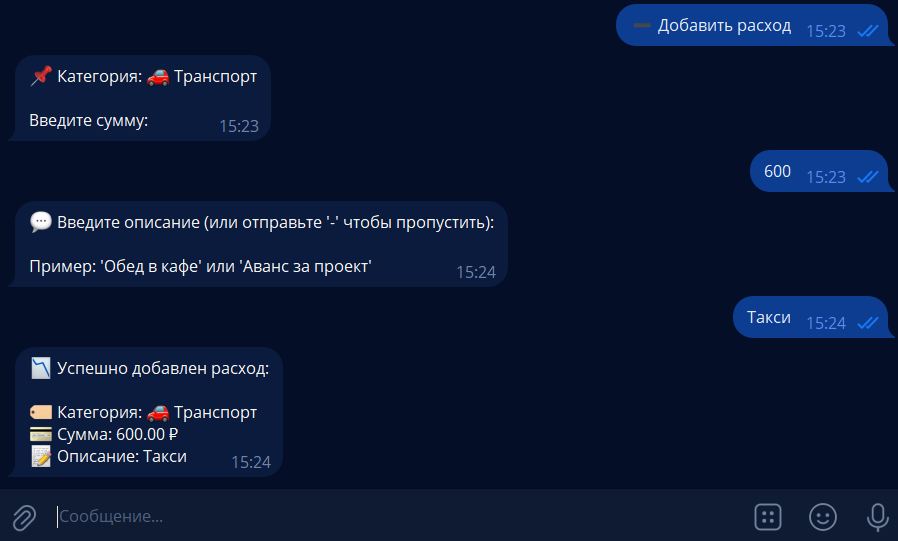 ➖ Добавить расход 15:23
📌 Категория: 🚗 Транспорт
Введите сумму: 15:23
600 15:23
💬 Введите описание (или отправьте '-' чтобы пропустить):
Пример: 'Обед в кафе' или 'Аванс за проект' 15:24
Такси 15:24
📉 Успешно добавлен расход:
🏷️ Категория: 🚗 Транспорт
💳 Сумма: 600.00 ₽
📝 Описание: Такси 15:24
Сообщение...